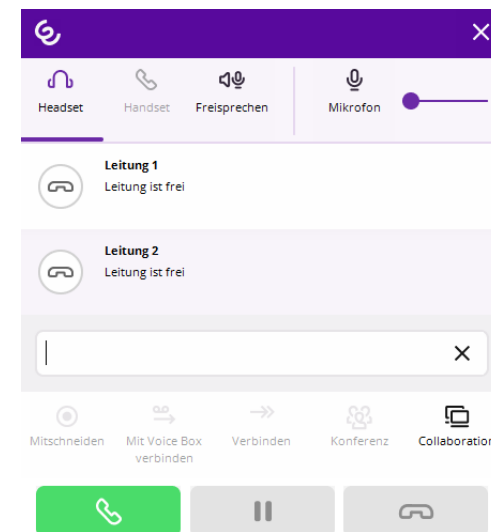 Headset
Handset
Freisprechen
Mikrofon
Leitung 1
Leitung ist frei
Leitung 2
Leitung ist frei
Mitschneiden
Mit Voice Box
verbinden
Verbinden
Konferenz
Collaboration